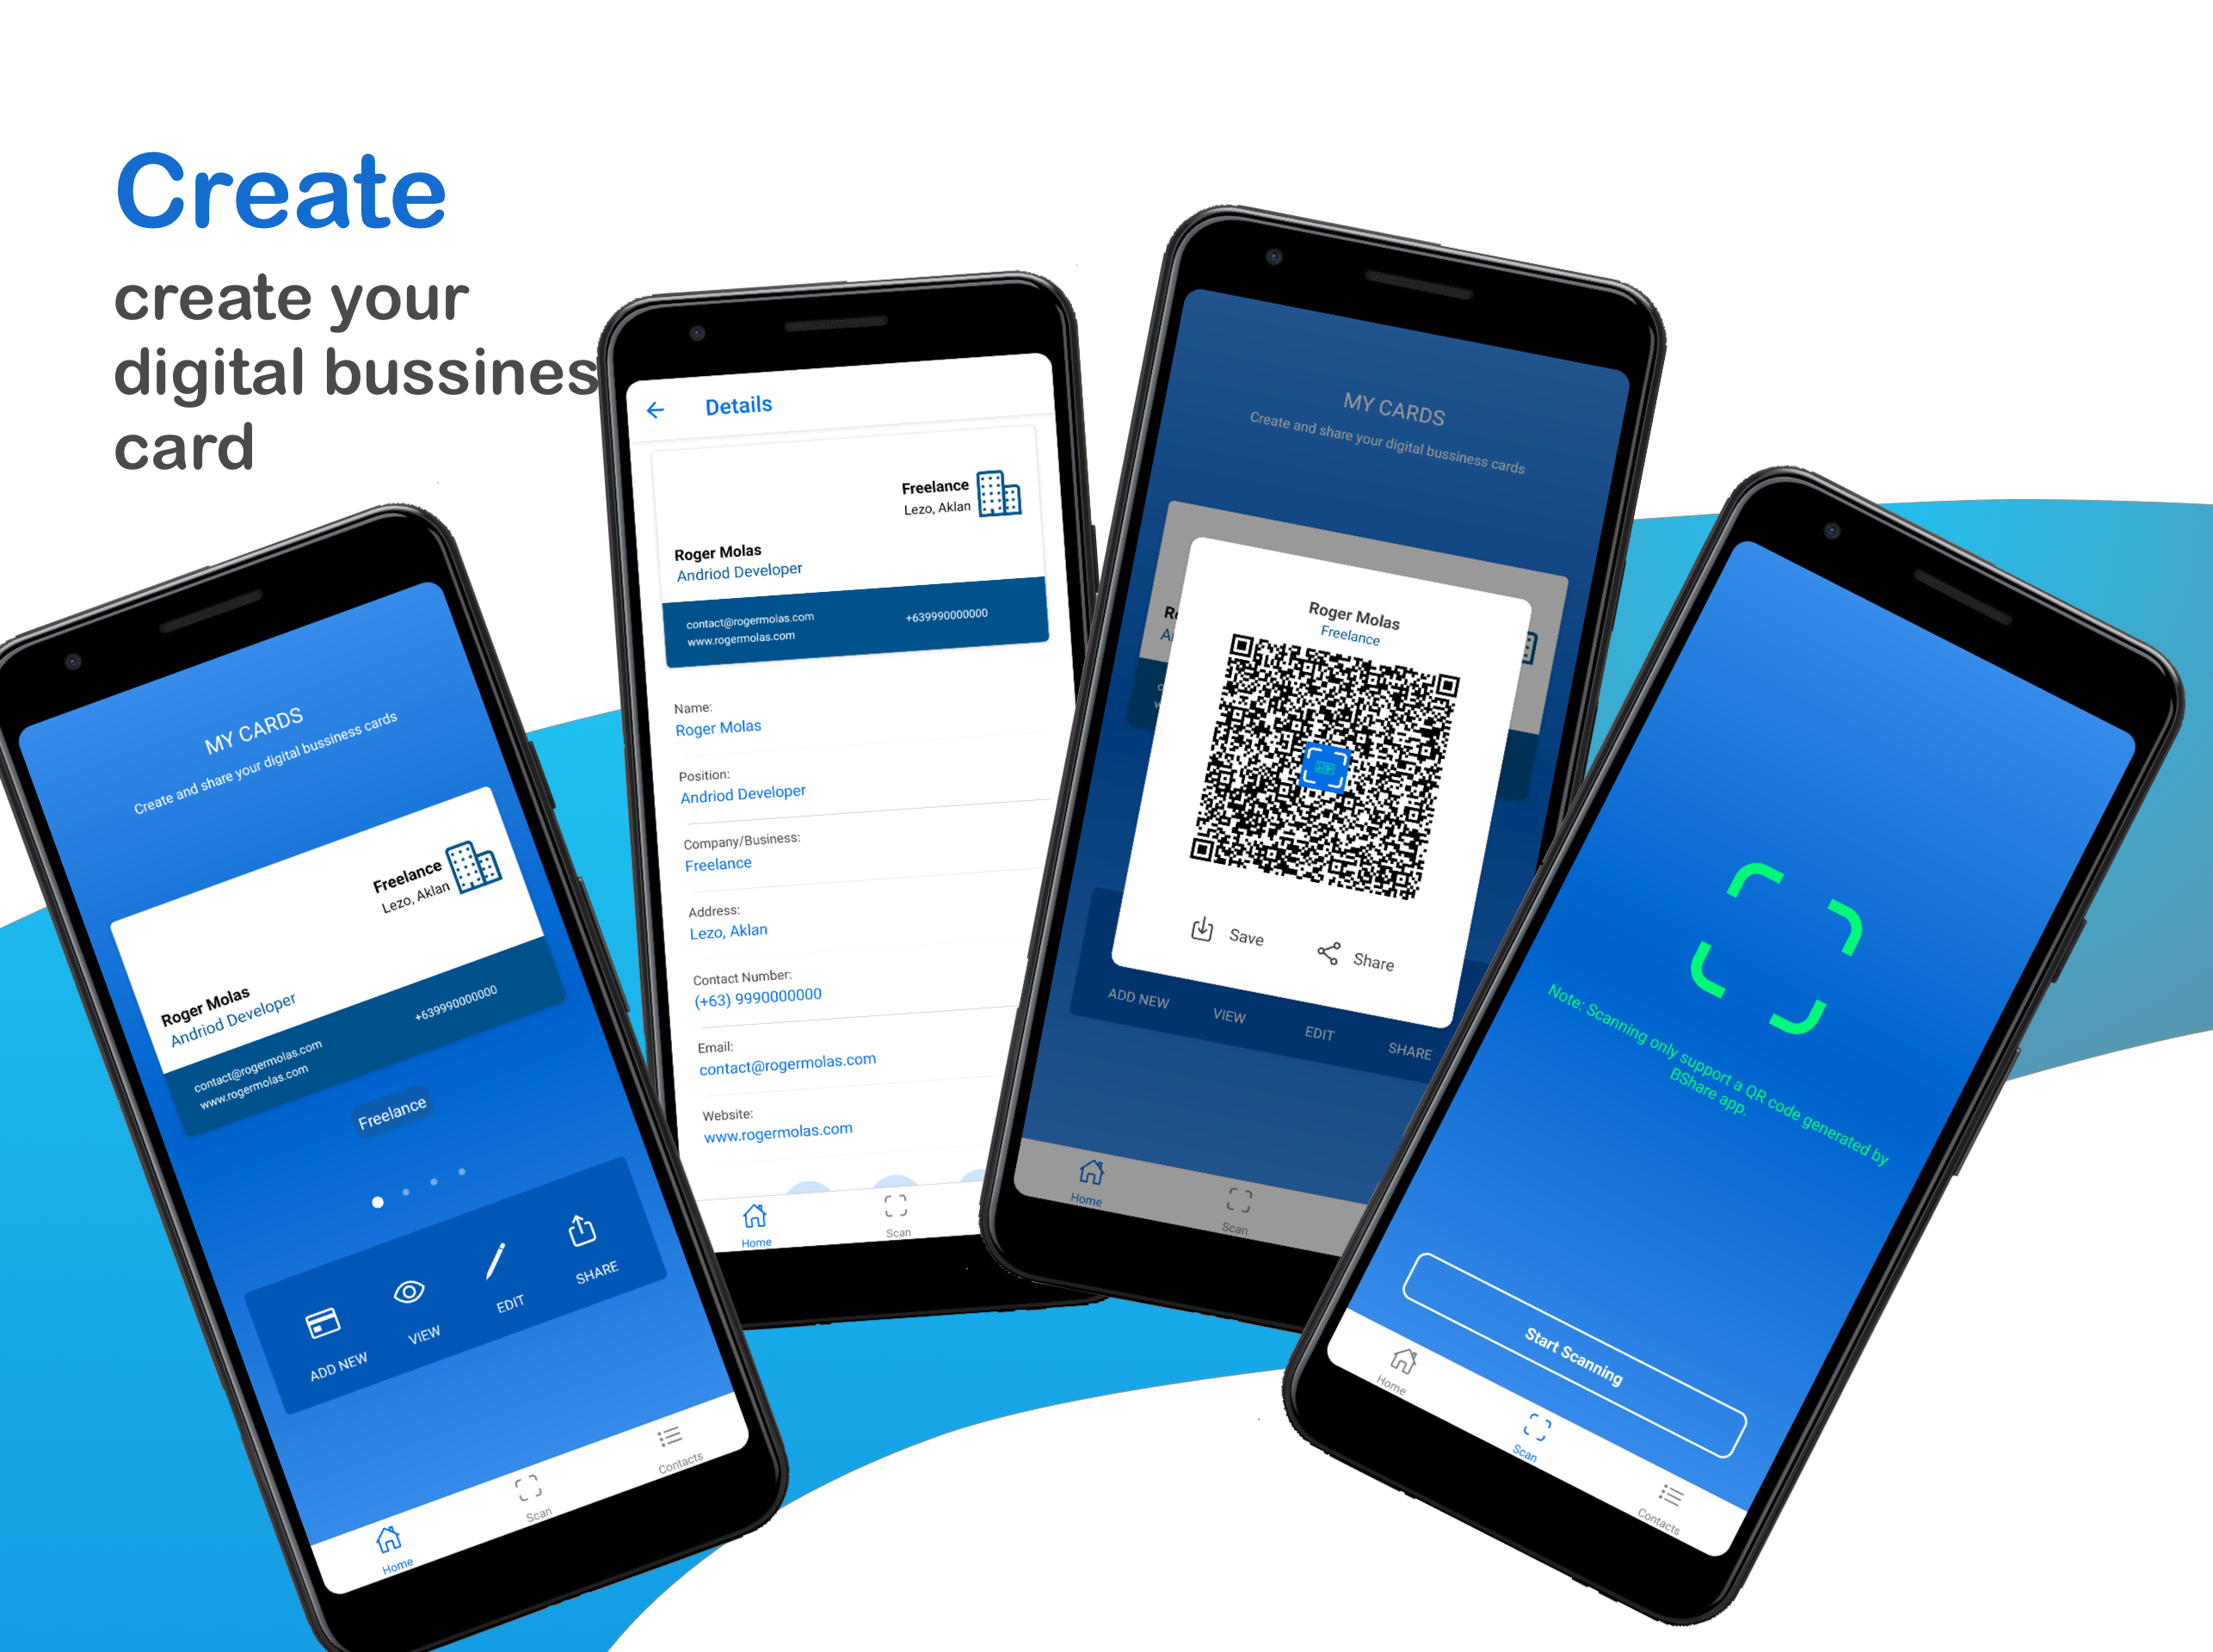 Create
create your
digital bussines
card
MY CARDS
Create and share your digital bussiness cards
Freelance
Lezo, Aklan
Roger Molas
Andriod Developer
contact@rogermolas.com
+639990000000
www.rogermolas.com
Freelance
ADD NEW
VIEW
EDIT
SHARE
Home
Scan
Contacts
Details
Freelance
Lezo, Aklan
Roger Molas
Andriod Developer
contact@rogermolas.com
+639990000000
www.rogermolas.com
Name:
Roger Molas
Position:
Andriod Developer
Company/Business:
Freelance
Address:
Lezo, Aklan
Contact Number:
(+63) 9990000000
Email:
contact@rogermolas.com
Website:
www.rogermolas.com
Home
Scan
MY CARDS
Create and share your digital bussiness cards
Roger Molas
Freelance
Save
Share
ADD NEW
VIEW
EDIT
SHARE
Home
Scan
Note: Scanning only support a QR code generated by
BShare app.
Start Scanning
Home
Scan
Contacts